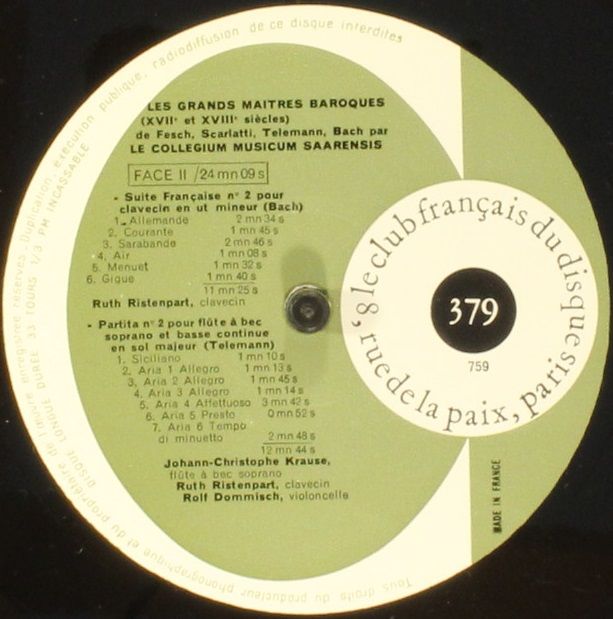 LES GRANDS MAITRES BAROQUES
(XVIIᵉ et XVIIIᵉ siècles)
de Fesch, Scarlatti, Telemann, Bach par
LE COLLEGIUM MUSICUM SAARENSIS
FACE II / 24 mn 09 s
- Suite Française n° 2 pour
clavecin en ut mineur (Bach)
1. Allemande 2 mn 34 s
2. Courante 1 mn 45 s
3. Sarabande 2 mn 46 s
4. Air 1 mn 08 s
5. Menuet 1 mn 32 s
6. Gigue 1 mn 40 s
11 mn 25 s
Ruth Ristenpart, clavecin
- Partita n° 2 pour flûte à bec
soprano et basse continue
en sol majeur (Telemann)
1. Siciliano 1 mn 10 s
2. Aria 1 Allegro 1 mn 13 s
3. Aria 2 Allegro 1 mn 45 s
4. Aria 3 Allegro 1 mn 14 s
5. Aria 4 Affettuoso 3 mn 42 s
6. Aria 5 Presto 0 mn 52 s
7. Aria 6 Tempo
di minuetto 2 mn 48 s
12 mn 44 s
Johann-Christophe Krause,
flûte à bec soprano
Ruth Ristenpart, clavecin
Rolf Dommisch, violoncelle
le club français du disque
8, rue de la paix, paris
379
759
MADE IN FRANCE
Tous droits du producteur phonographique et du propriétaire de l'œuvre enregistrée réservés. Duplication, exécution publique, radiodiffusion de ce disque interdites
DISQUE LONGUE DURÉE 33 TOURS 1/3 PM INCASSABLE